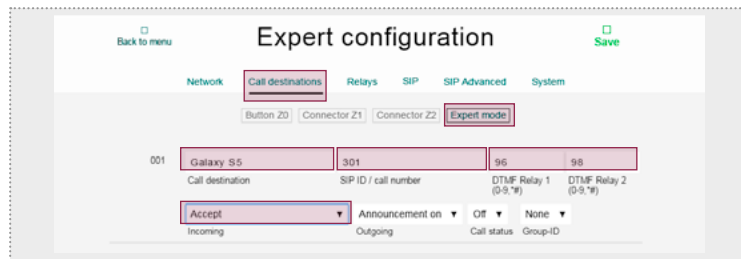 Expert configuration
Back to menu
Save
Network Call destinations Relays SIP SIP Advanced System
Button Z0 Connector Z1 Connector Z2 Expert mode
001 Galaxy S5 301 96 98
Call destination SIP ID / call number DTMF Relay 1 DTMF Relay 2
(0-9,*#) (0-9,*#)
Accept ▼ Announcement on ▼ Off ▼ None ▼
Incoming Outgoing Call status Group-ID